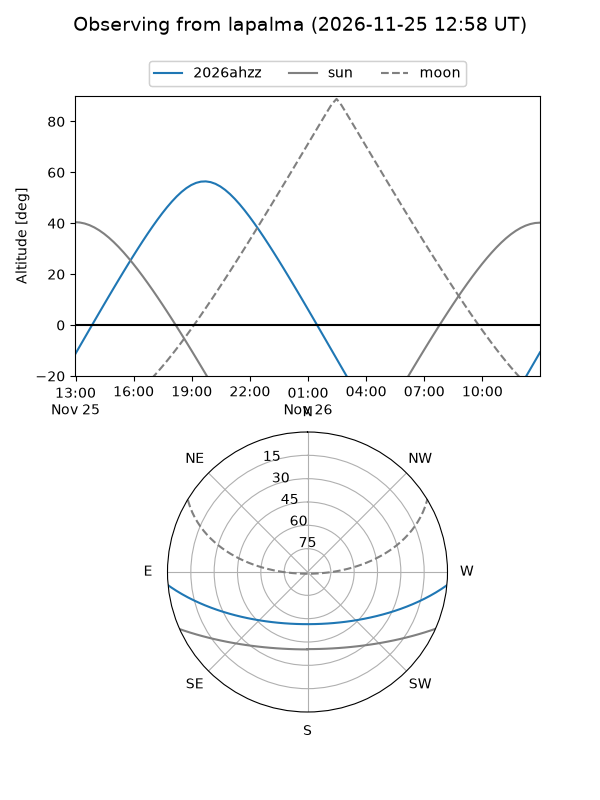 Observing from lapalma (2026-11-25 12:58 UT)
2026ahzz
sun
moon
80
60
40
20
0
−20
Altitude [deg]
13:00
16:00
19:00
22:00
01:00
04:00
07:00
10:00
Nov 25
Nov 26
N
NE
NW
15
30
45
60
75
E
W
SE
SW
S